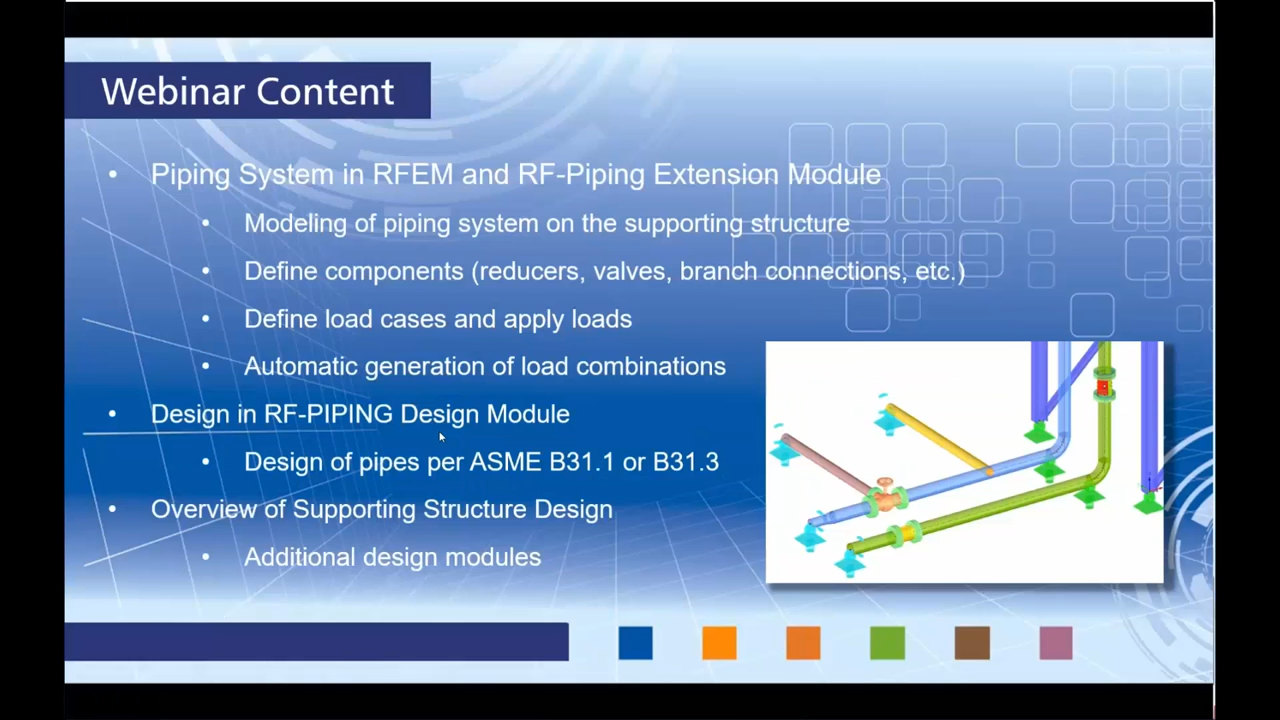 Webinar Content
• Piping System in RFEM and RF-Piping Extension Module
• Modeling of piping system on the supporting structure
• Define components (reducers, valves, branch connections, etc.)
• Define load cases and apply loads
• Automatic generation of load combinations
• Design in RF-PIPING Design Module
• Design of pipes per ASME B31.1 or B31.3
• Overview of Supporting Structure Design
• Additional design modules